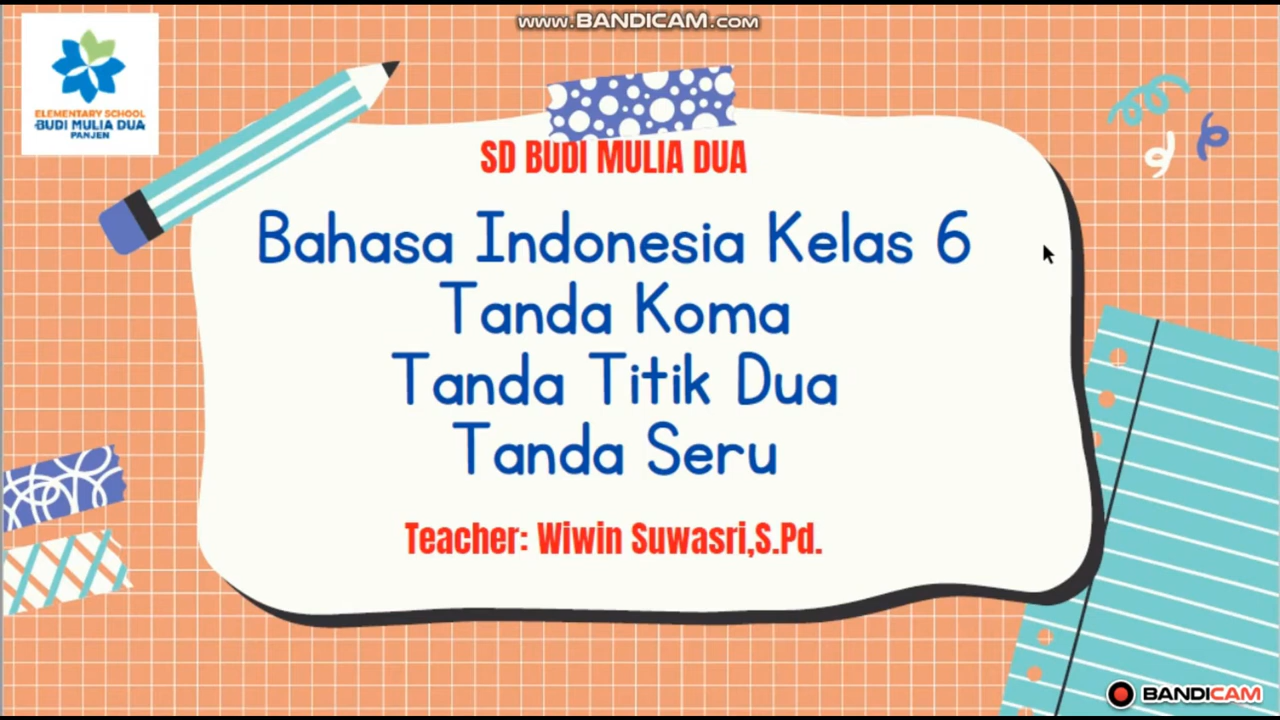 www.BANDICAM.com
ELEMENTARY SCHOOL
BUDI MULIA DUA
PANJEN
SD BUDI MULIA DUA
Bahasa Indonesia Kelas 6
Tanda Koma
Tanda Titik Dua
Tanda Seru
Teacher: Wiwin Suwasri,S.Pd.
BANDICAM